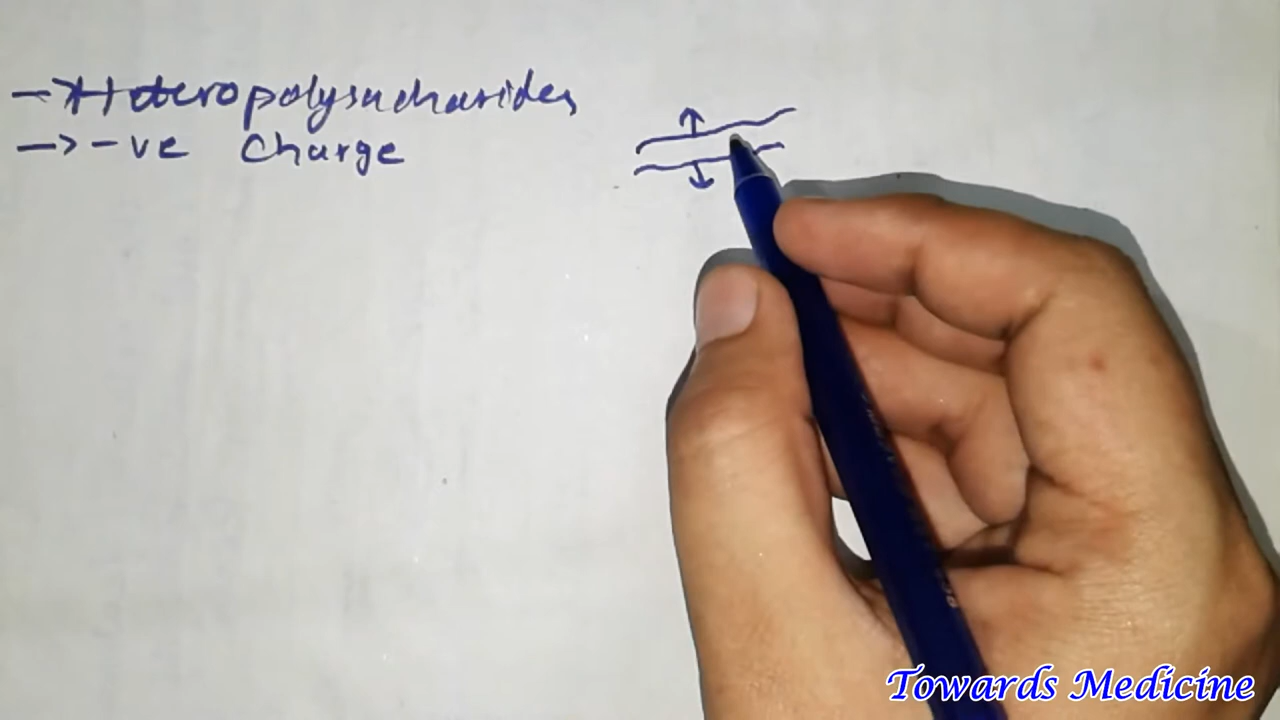 → Heteropolysaccharides
→ -ve charge
Towards Medicine